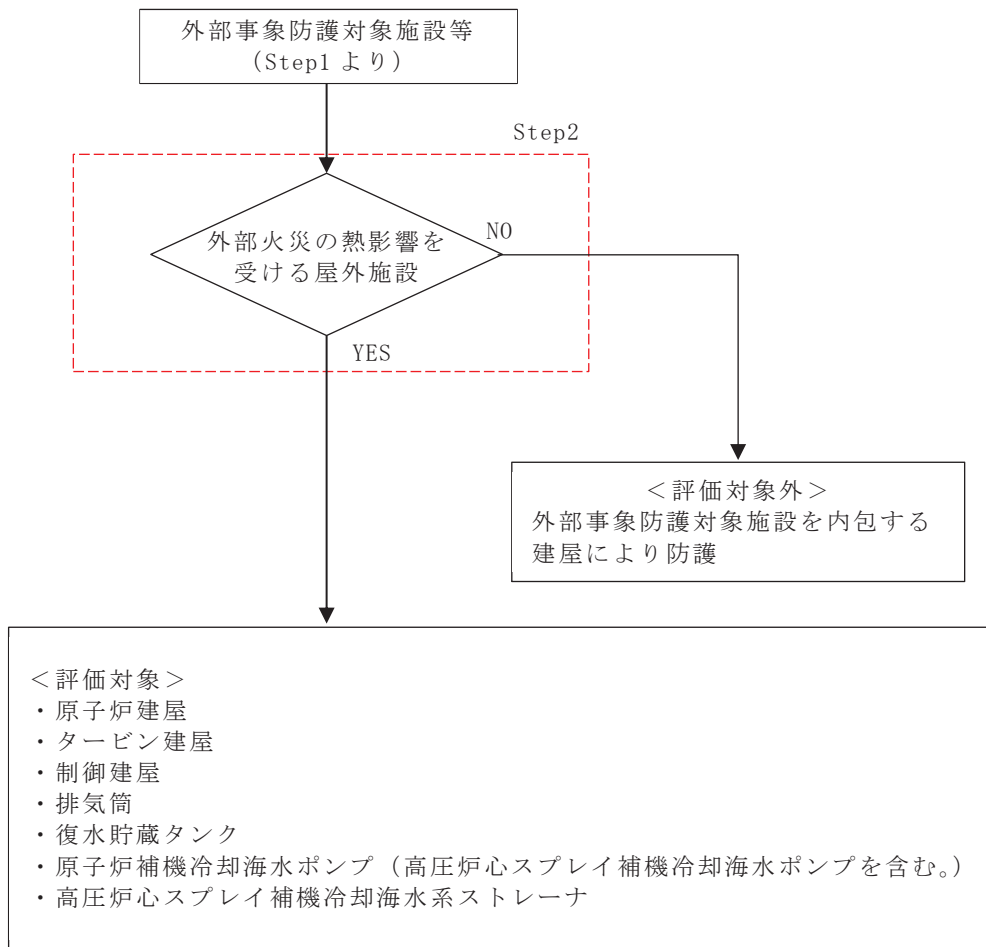 外部事象防護対象施設等
（Step1 より）
Step2
外部火災の熱影響を
受ける屋外施設
NO
YES
＜評価対象外＞
外部事象防護対象施設を内包する
建屋により防護
＜評価対象＞
・原子炉建屋
・タービン建屋
・制御建屋
・排気筒
・復水貯蔵タンク
・原子炉補機冷却海水ポンプ（高圧炉心スプレイ補機冷却海水ポンプを含む。）
・高圧炉心スプレイ補機冷却海水系ストレーナ